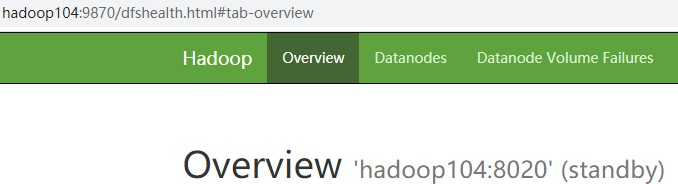 hadoop104:9870/dfshealth.html#tab-overview
Hadoop Overview Datanodes Datanode Volume Failures
Overview 'hadoop104:8020' (standby)